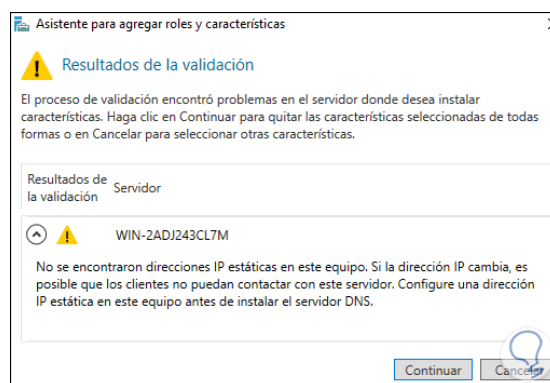 Asistente para agregar roles y características
Resultados de la validación
El proceso de validación encontró problemas en el servidor donde desea instalar
características. Haga clic en Continuar para quitar las características seleccionadas de todas
formas o en Cancelar para seleccionar otras características.
Resultados de
la validación
Servidor
WIN-2ADJ243CL7M
No se encontraron direcciones IP estáticas en este equipo. Si la dirección IP cambia, es
posible que los clientes no puedan contactar con este servidor. Configure una dirección
IP estática en este equipo antes de instalar el servidor DNS.
Continuar
Cancelar